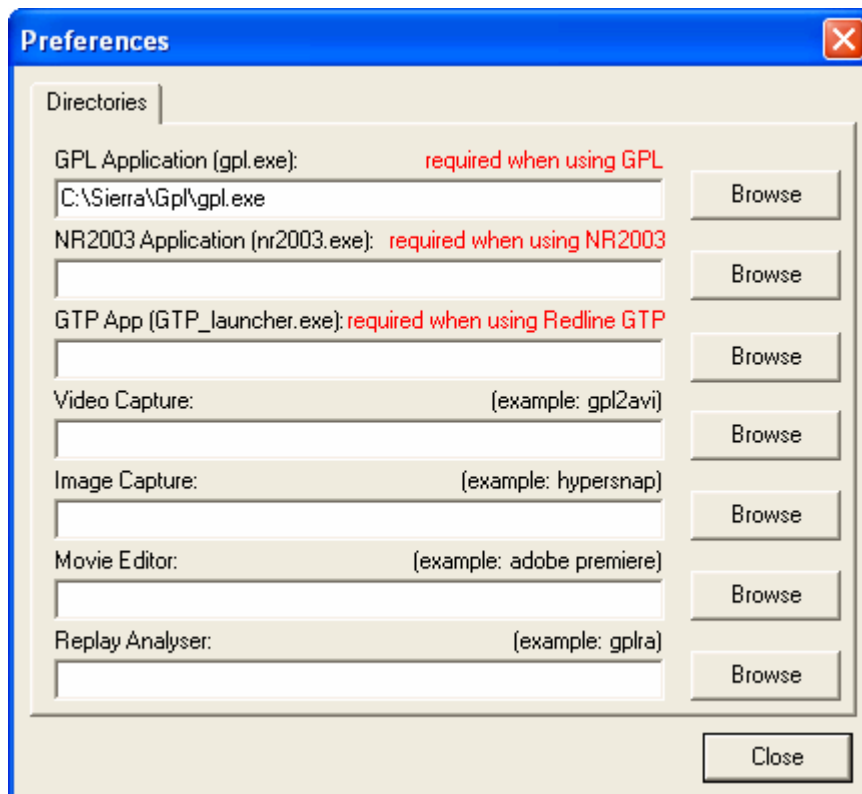 Preferences
Directories
GPL Application (gpl.exe): required when using GPL
C:\Sierra\Gpl\gpl.exe
Browse
NR2003 Application (nr2003.exe): required when using NR2003
Browse
GTP App (GTP_launcher.exe): required when using Redline GTP
Browse
Video Capture: (example: gpl2avi)
Browse
Image Capture: (example: hypersnap)
Browse
Movie Editor: (example: adobe premiere)
Browse
Replay Analyser: (example: gplra)
Browse
Close